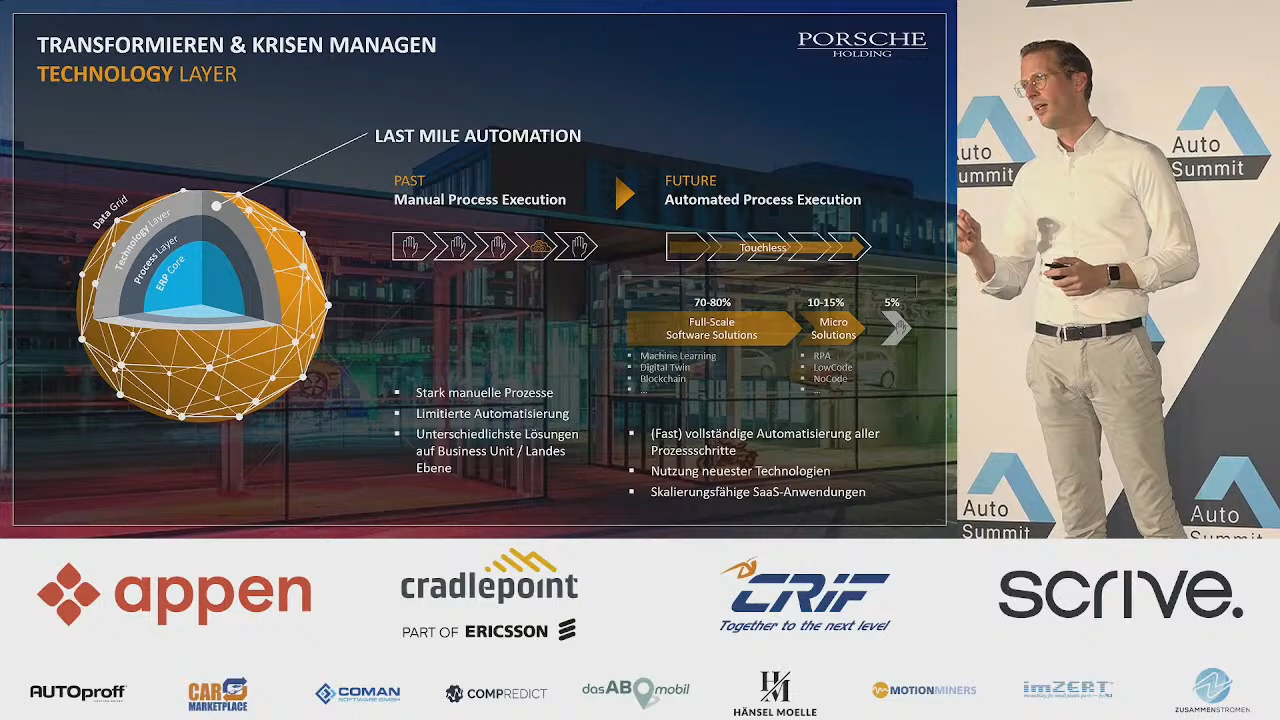 TRANSFORMIEREN & KRISEN MANAGEN
TECHNOLOGY LAYER
PORSCHE
HOLDING
LAST MILE AUTOMATION
Data Grid
Technology Layer
Process Layer
ERP Core
PAST
Manual Process Execution
FUTURE
Automated Process Execution
Touchless
70-80%
10-15%
5%
Full-Scale
Software Solutions
Micro
Solutions
Machine Learning
Digital Twin
Blockchain
...
RPA
LowCode
NoCode
...
Stark manuelle Prozesse
Limitierte Automatisierung
Unterschiedlichste Lösungen
auf Business Unit / Landes
Ebene
(Fast) vollständige Automatisierung aller
Prozessschritte
Nutzung neuester Technologien
Skalierungsfähige SaaS-Anwendungen
Auto
Summit
Auto
Summit
Auto
Summit
Auto
appen
cradlepoint
PART OF ERICSSON
CRIF
Together to the next level
scrive.
AUTOproff
CAR
MARKETPLACE
COMAN
SOFTWARE GMBH
COMPREDICT
dasABOmobil
HM
HÄNSEL MOELLE
MOTIONMINERS
imZERT
ZUSAMMENSTROMEN